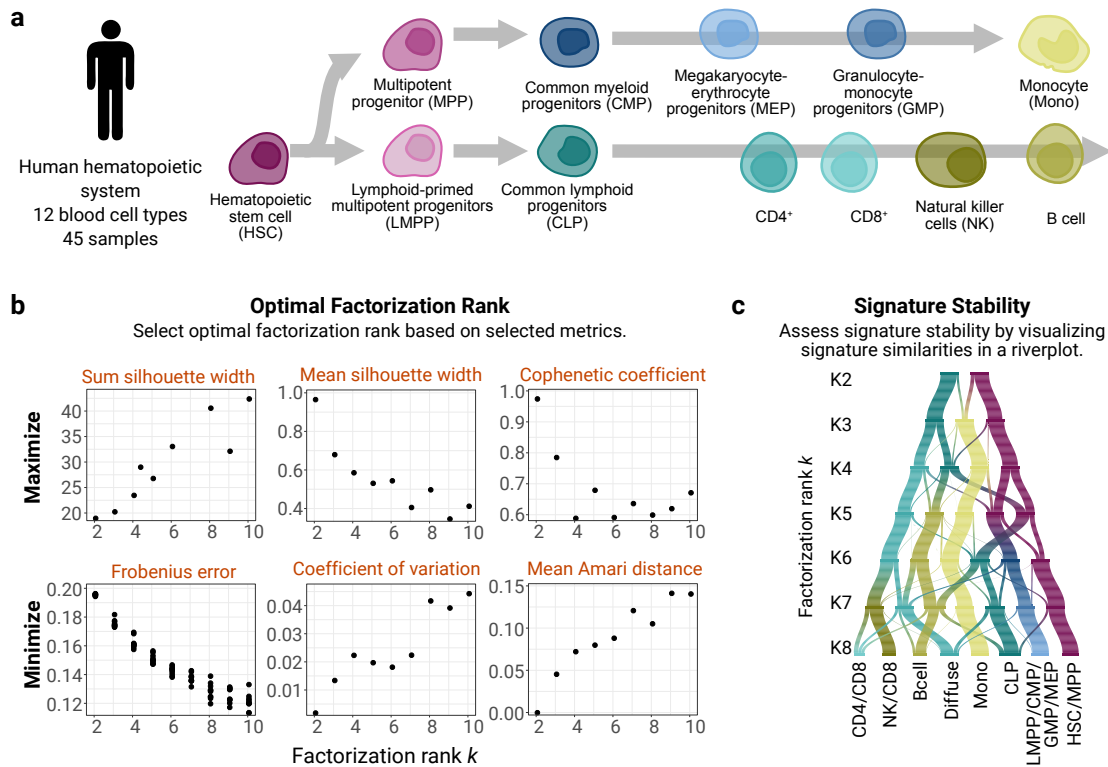 a
Human hematopoietic
system
12 blood cell types
45 samples
Hematopoietic
stem cell (HSC)
Multipotent
progenitor (MPP)
Common myeloid
progenitors (CMP)
Megakaryocyte-
erythrocyte
progenitors (MEP)
Granulocyte-
monocyte
progenitors (GMP)
Monocyte
(Mono)
Lymphoid-primed
multipotent progenitors
(LMPP)
Common lymphoid
progenitors
(CLP)
CD4⁺
CD8⁺
Natural killer
cells (NK)
B cell
b
Optimal Factorization Rank
Select optimal factorization rank based on selected metrics.
Maximize
Sum silhouette width
40
35
30
25
20
2 4 6 8 10
Mean silhouette width
1.0
0.8
0.6
0.4
2 4 6 8 10
Cophenetic coefficient
1.0
0.9
0.8
0.7
0.6
2 4 6 8 10
Minimize
Frobenius error
0.20
0.18
0.16
0.14
0.12
2 4 6 8 10
Coefficient of variation
0.04
0.03
0.02
0.01
2 4 6 8 10
Mean Amari distance
0.15
0.10
0.05
0.00
2 4 6 8 10
Factorization rank k
c
Signature Stability
Assess signature stability by visualizing
signature similarities in a riverplot.
Factorization rank k
K2
K3
K4
K5
K6
K7
K8
CD4/CD8
NK/CD8
Bcell
Diffuse
Mono
CLP
LMPP/CMP/
GMP/MEP
HSC/MPP